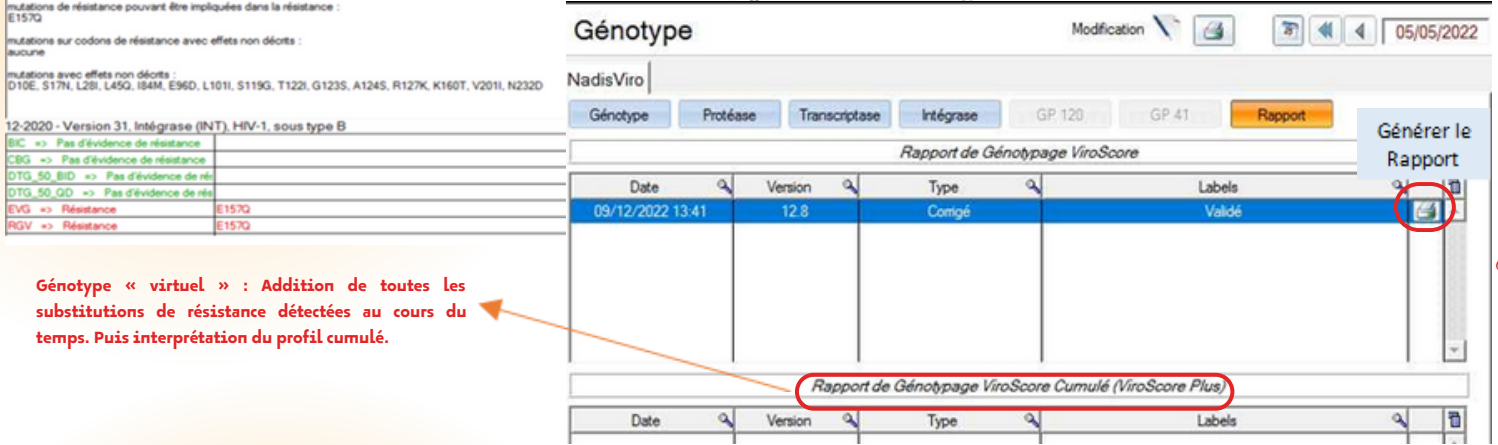 mutations de résistance pouvant être impliquées dans la résistance :
E157Q
mutations sur codons de résistance avec effets non décrits :
aucune
mutations avec effets non décrits :
D10E, S17N, L28I, L45Q, I84M, E96D, L101I, S119G, T122I, G123S, A124S, R127K, K160T, V201I, N232D
12-2020 - Version 31, Intégrase (INT), HIV-1, sous type B
BIC => Pas d'évidence de résistance
CBG => Pas d'évidence de résistance
DTG_50_BID => Pas d'évidence de rés
DTG_50_QD => Pas d'évidence de rés
EVG => Résistance E157Q
RGV => Résistance E157Q
Génotype « virtuel » : Addition de toutes les
substitutions de résistance détectées au cours du
temps. Puis interprétation du profil cumulé.
Génotype Modification 05/05/2022
NadisViro
Génotype Protéase Transcriptase Intégrase GP 120 GP 41 Rapport
Générer le
Rapport
Rapport de Génotypage ViroScore
Date Version Type Labels
09/12/2022 13:41 12.8 Corrigé Validé
Rapport de Génotypage ViroScore Cumulé (ViroScore Plus)
Date Version Type Labels